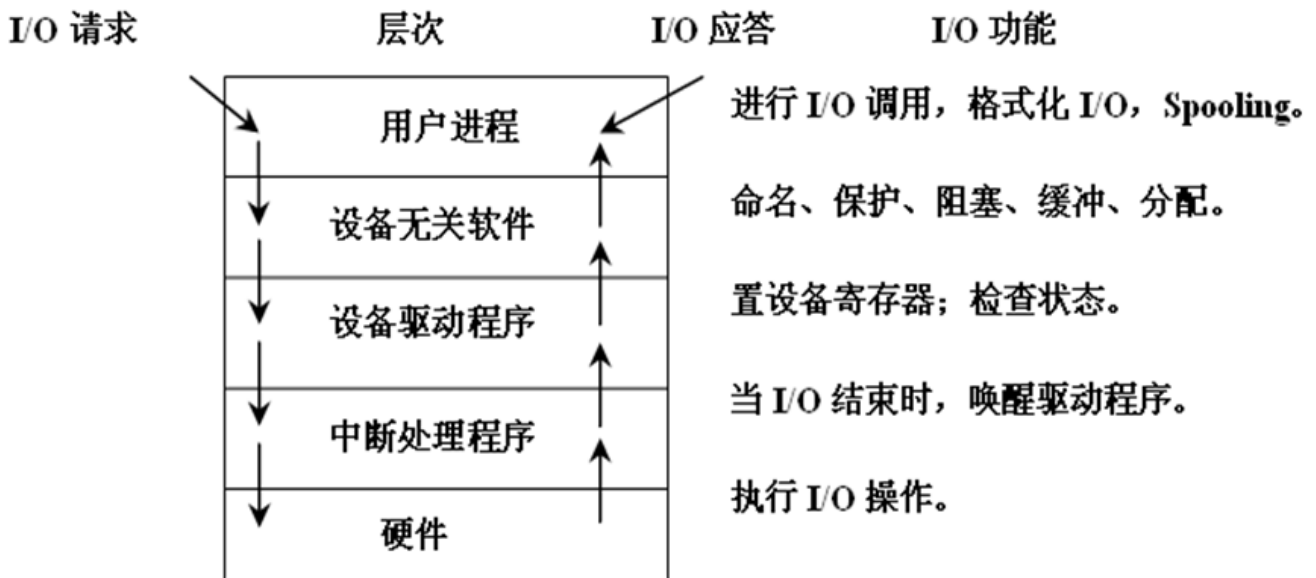 I/O 请求 层次 I/O 应答 I/O 功能
用户进程 进行 I/O 调用，格式化 I/O，Spooling。
设备无关软件 命名、保护、阻塞、缓冲、分配。
设备驱动程序 置设备寄存器；检查状态。
中断处理程序 当 I/O 结束时，唤醒驱动程序。
硬件 执行 I/O 操作。